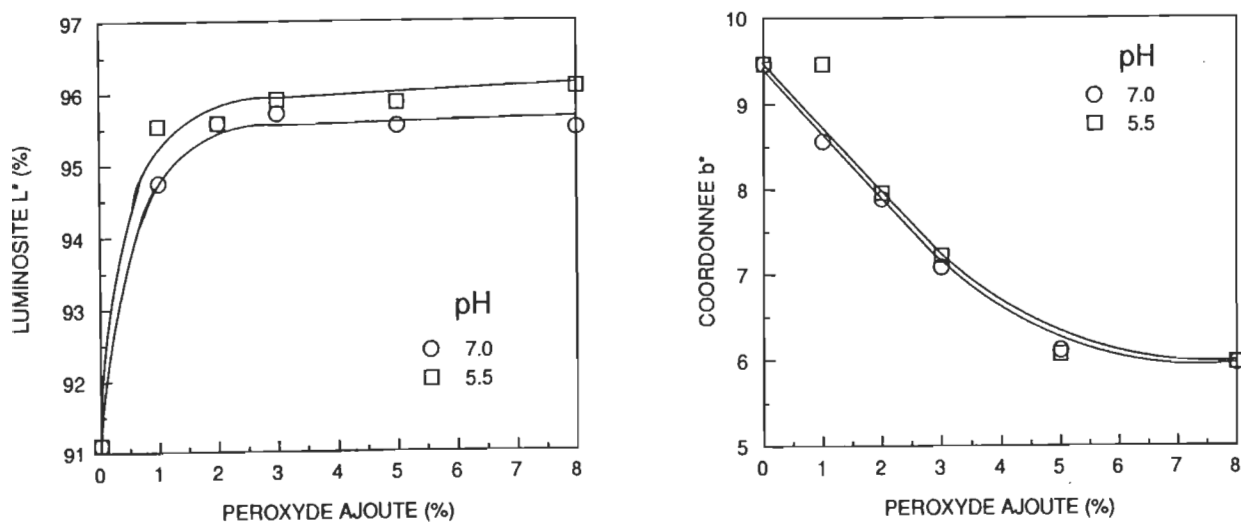 97
96
95
94
93
92
91
LUMINOSITE L* (%)
pH
7.0
5.5
0 1 2 3 4 5 6 7 8
PEROXYDE AJOUTE (%)
10
9
8
7
6
5
COORDONNEE b*
pH
7.0
5.5
0 1 2 3 4 5 6 7 8
PEROXYDE AJOUTE (%)